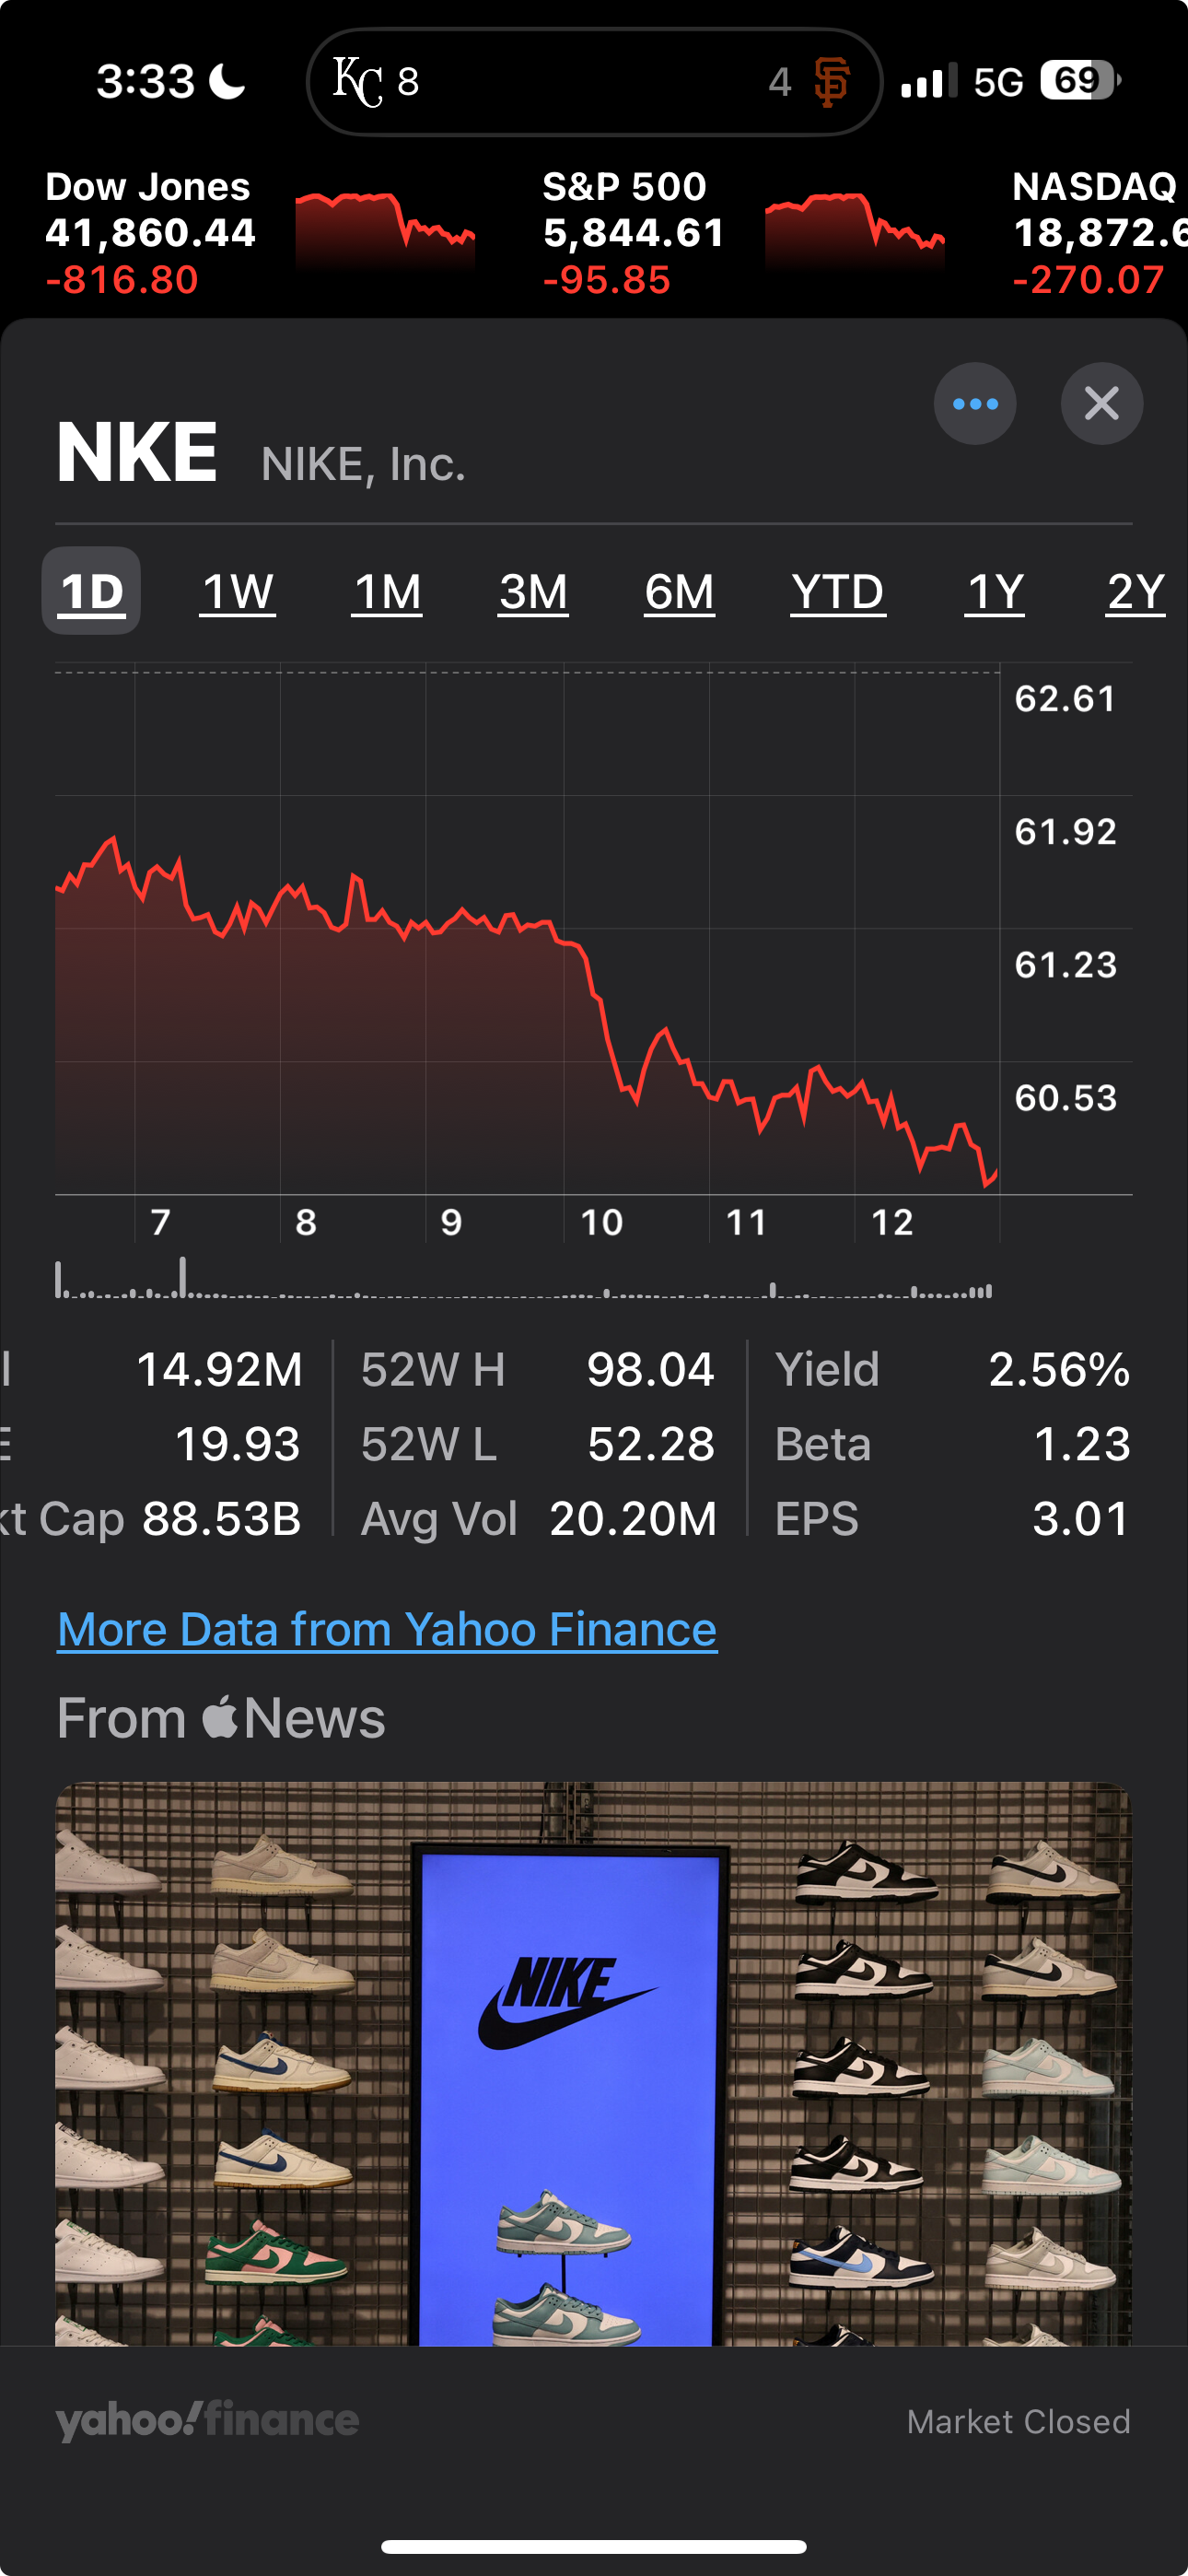 3:33
KC 8
4 SF
5G
69
Dow Jones
41,860.44
-816.80
S&P 500
5,844.61
-95.85
NASDAQ
18,872.6
-270.07
NKE NIKE, Inc.
1D 1W 1M 3M 6M YTD 1Y 2Y
62.61
61.92
61.23
60.53
7 8 9 10 11 12
l 14.92M
E 19.93
kt Cap 88.53B
52W H 98.04
52W L 52.28
Avg Vol 20.20M
Yield 2.56%
Beta 1.23
EPS 3.01
More Data from Yahoo Finance
From News
NIKE
yahoo!finance
Market Closed